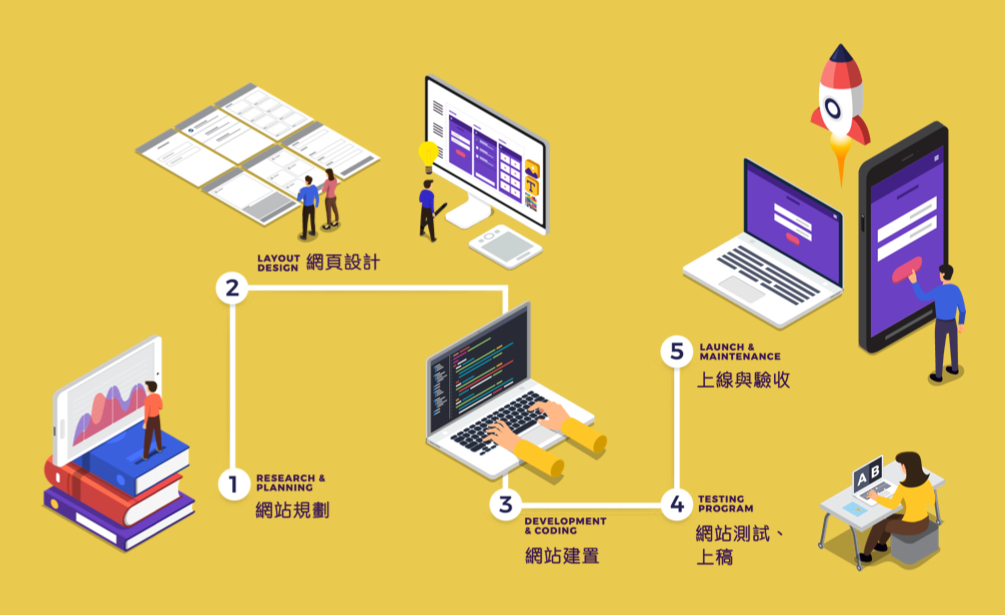 1
RESEARCH &
PLANNING
網站規劃
2
LAYOUT
DESIGN
網頁設計
3
DEVELOPMENT
& CODING
網站建置
4
TESTING
PROGRAM
網站測試、
上稿
5
LAUNCH &
MAINTENANCE
上線與驗收
T
A B